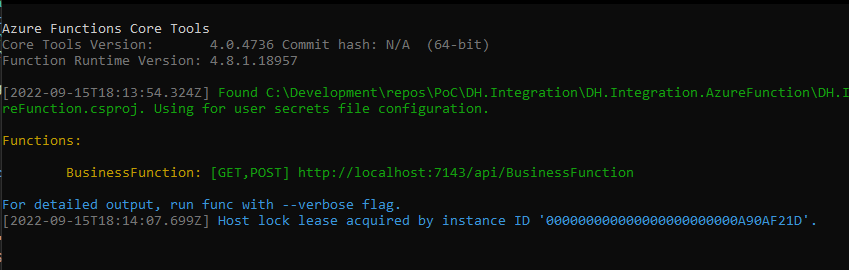 Azure Functions Core Tools
Core Tools Version:       4.0.4736 Commit hash: N/A  (64-bit)
Function Runtime Version: 4.8.1.18957
[2022-09-15T18:13:54.324Z] Found C:\Development\repos\PoC\DH.Integration\DH.Integration.AzureFunction\DH.I
reFunction.csproj. Using for user secrets file configuration.
Functions:
        BusinessFunction: [GET,POST] http://localhost:7143/api/BusinessFunction
For detailed output, run func with --verbose flag.
[2022-09-15T18:14:07.699Z] Host lock lease acquired by instance ID '000000000000000000000000A90AF21D'.